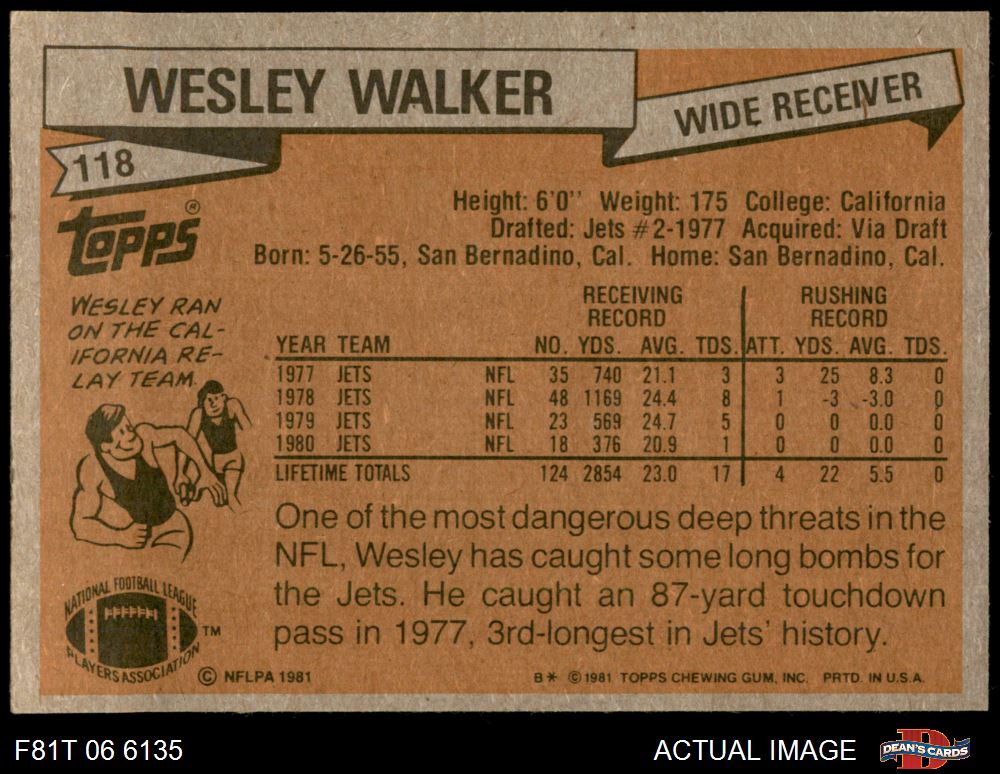 WESLEY WALKER
WIDE RECEIVER
118
topps®
Height: 6'0'' Weight: 175 College: California
Drafted: Jets #2-1977 Acquired: Via Draft
Born: 5-26-55, San Bernadino, Cal. Home: San Bernadino, Cal.
WESLEY RAN
ON THE CAL-
IFORNIA RE-
LAY TEAM.
RECEIVING RUSHING
RECORD RECORD
YEAR TEAM NO. YDS. AVG. TDS. ATT. YDS. AVG. TDS.
1977 JETS NFL 35 740 21.1 3 3 25 8.3 0
1978 JETS NFL 48 1169 24.4 8 1 -3 -3.0 0
1979 JETS NFL 23 569 24.7 5 0 0 0.0 0
1980 JETS NFL 18 376 20.9 1 0 0 0.0 0
LIFETIME TOTALS 124 2854 23.0 17 4 22 5.5 0
One of the most dangerous deep threats in the
NFL, Wesley has caught some long bombs for
the Jets. He caught an 87-yard touchdown
pass in 1977, 3rd-longest in Jets' history.
NATIONAL FOOTBALL LEAGUE
PLAYERS ASSOCIATION
TM
© NFLPA 1981
B* © 1981 TOPPS CHEWING GUM, INC. PRTD. IN U.S.A.
F81T 06 6135
ACTUAL IMAGE
DEAN'S CARDS